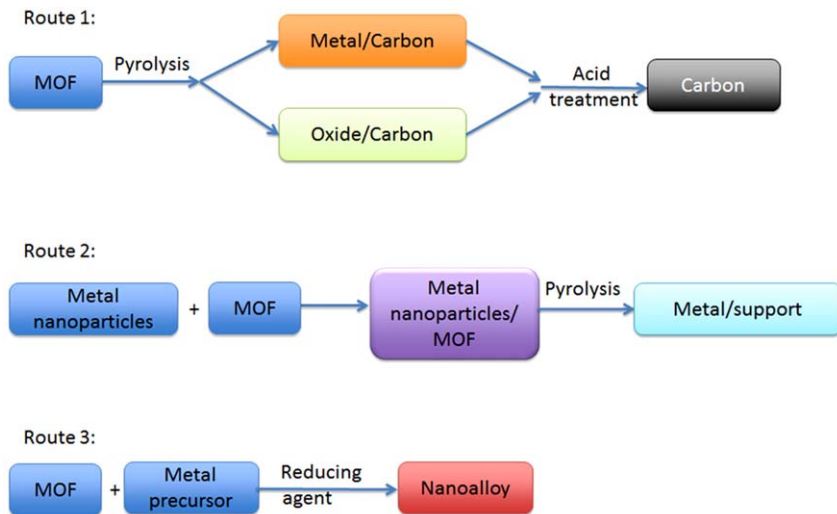 Route 1:
MOF
Pyrolysis
Metal/Carbon
Oxide/Carbon
Acid
treatment
Carbon
Route 2:
Metal
nanoparticles
+
MOF
Metal
nanoparticles/
MOF
Pyrolysis
Metal/support
Route 3:
MOF
+
Metal
precursor
Reducing
agent
Nanoalloy